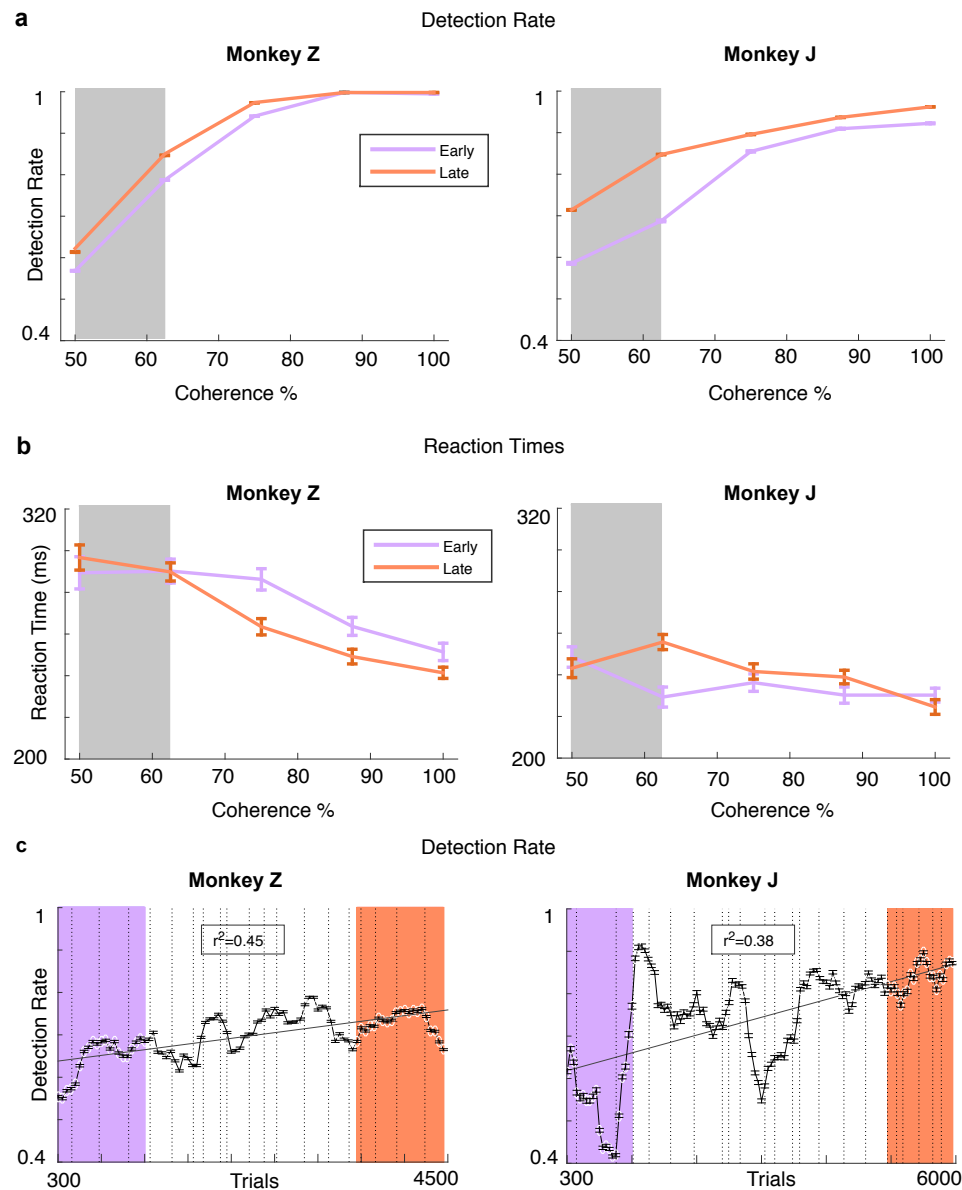 a
Detection Rate
Monkey Z
Monkey J
1
Detection Rate
0.4
50 60 70 80 90 100
Coherence %
Early
Late
1
0.4
50 60 70 80 90 100
Coherence %
b
Reaction Times
Monkey Z
Monkey J
320
Reaction Time (ms)
200
50 60 70 80 90 100
Coherence %
Early
Late
320
200
50 60 70 80 90 100
Coherence %
c
Detection Rate
Monkey Z
Monkey J
1
Detection Rate
0.4
r²=0.45
300 Trials 4500
1
0.4
r²=0.38
300 Trials 6000